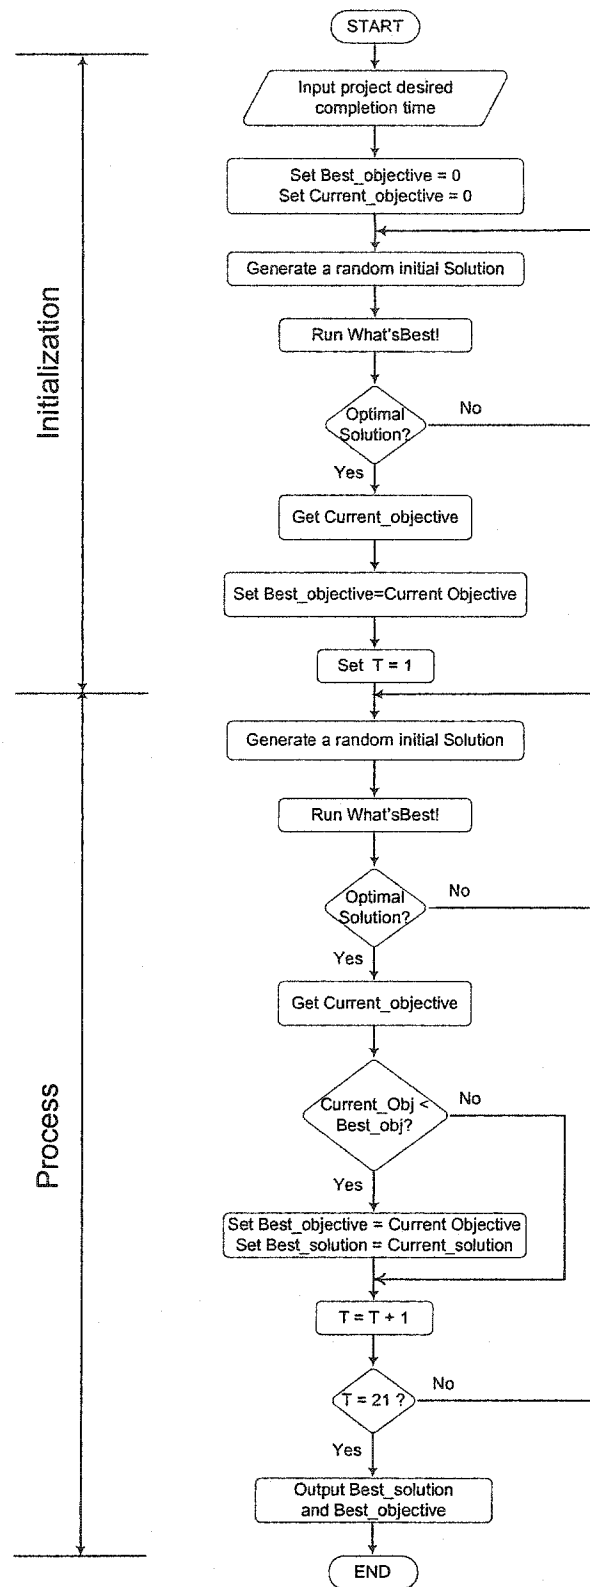 START
Input project desired
completion time
Set Best_objective = 0
Set Current_objective = 0
Generate a random initial Solution
Run What'sBest!
Optimal
Solution?
No
Yes
Get Current_objective
Set Best_objective=Current Objective
Set T = 1
Initialization
Generate a random initial Solution
Run What'sBest!
Optimal
Solution?
No
Yes
Get Current_objective
Current_Obj <
Best_obj?
No
Yes
Set Best_objective = Current Objective
Set Best_solution = Current_solution
T = T + 1
T = 21 ?
No
Yes
Output Best_solution
and Best_objective
END
Process